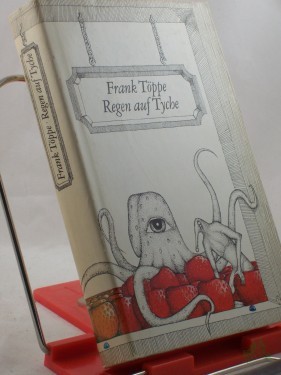 Frank Töppe
Regen auf Tyche
Frank Töppe · Regen auf Tyche